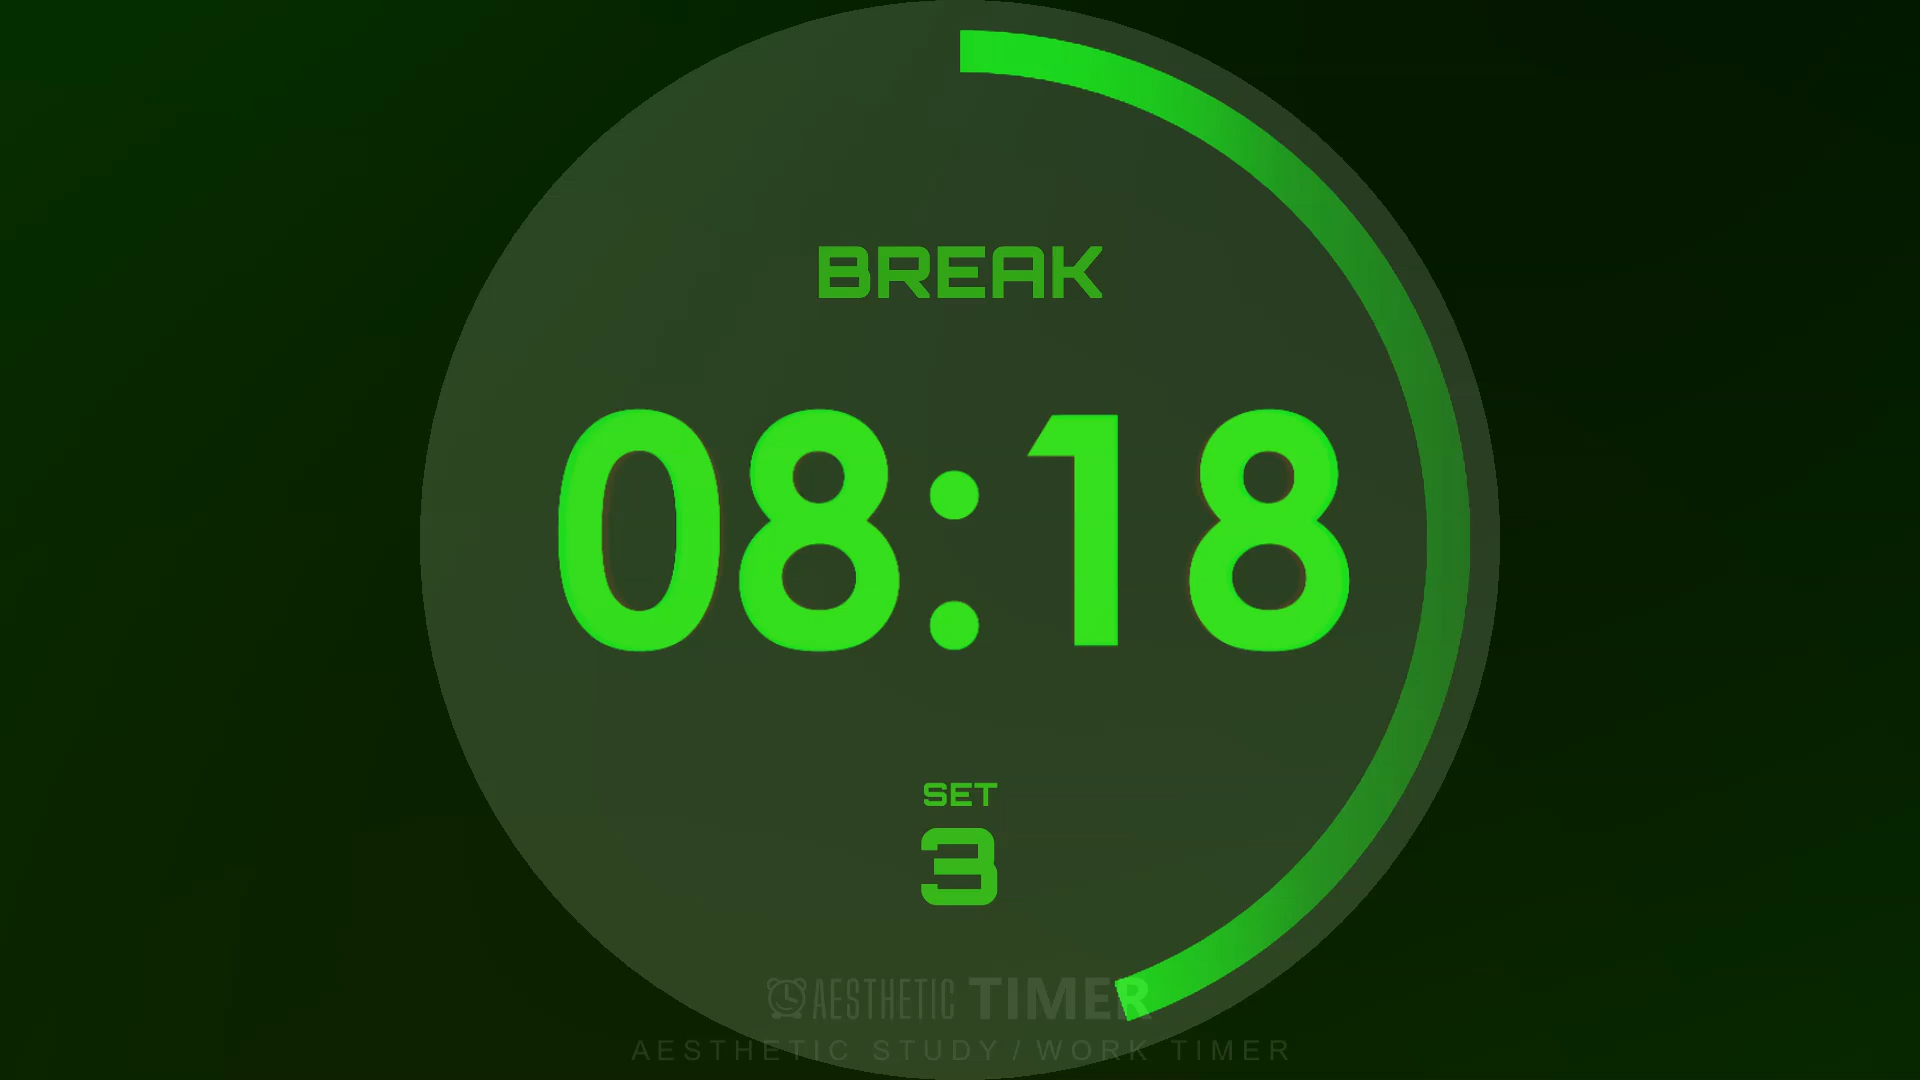 BREAK
08:18
SET
3
AESTHETIC TIMER
AESTHETIC STUDY / WORK TIMER